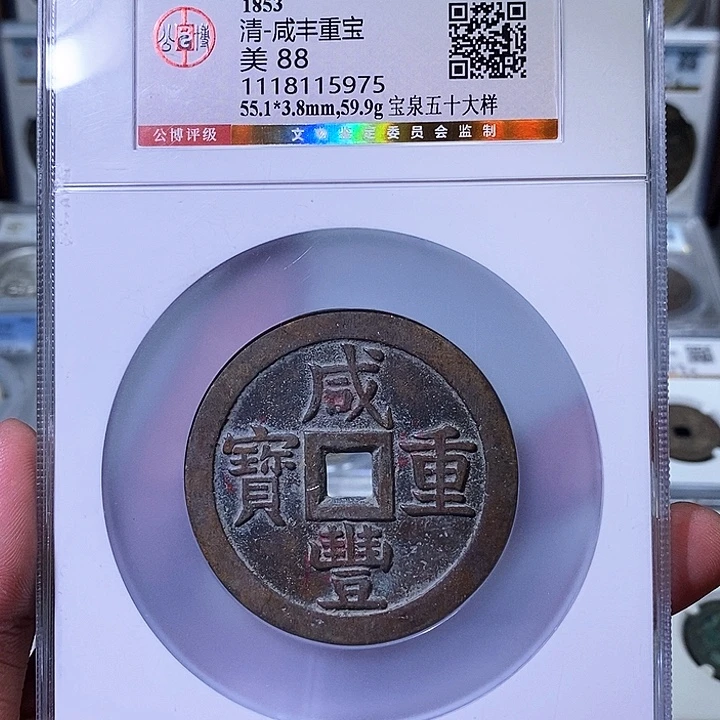 1853
公博
清-咸丰重宝
美 88
1118115975
55.1*3.8mm,59.9g 宝泉五十大样
公博评级
文物鉴定委员会监制
咸
寶 重
豐